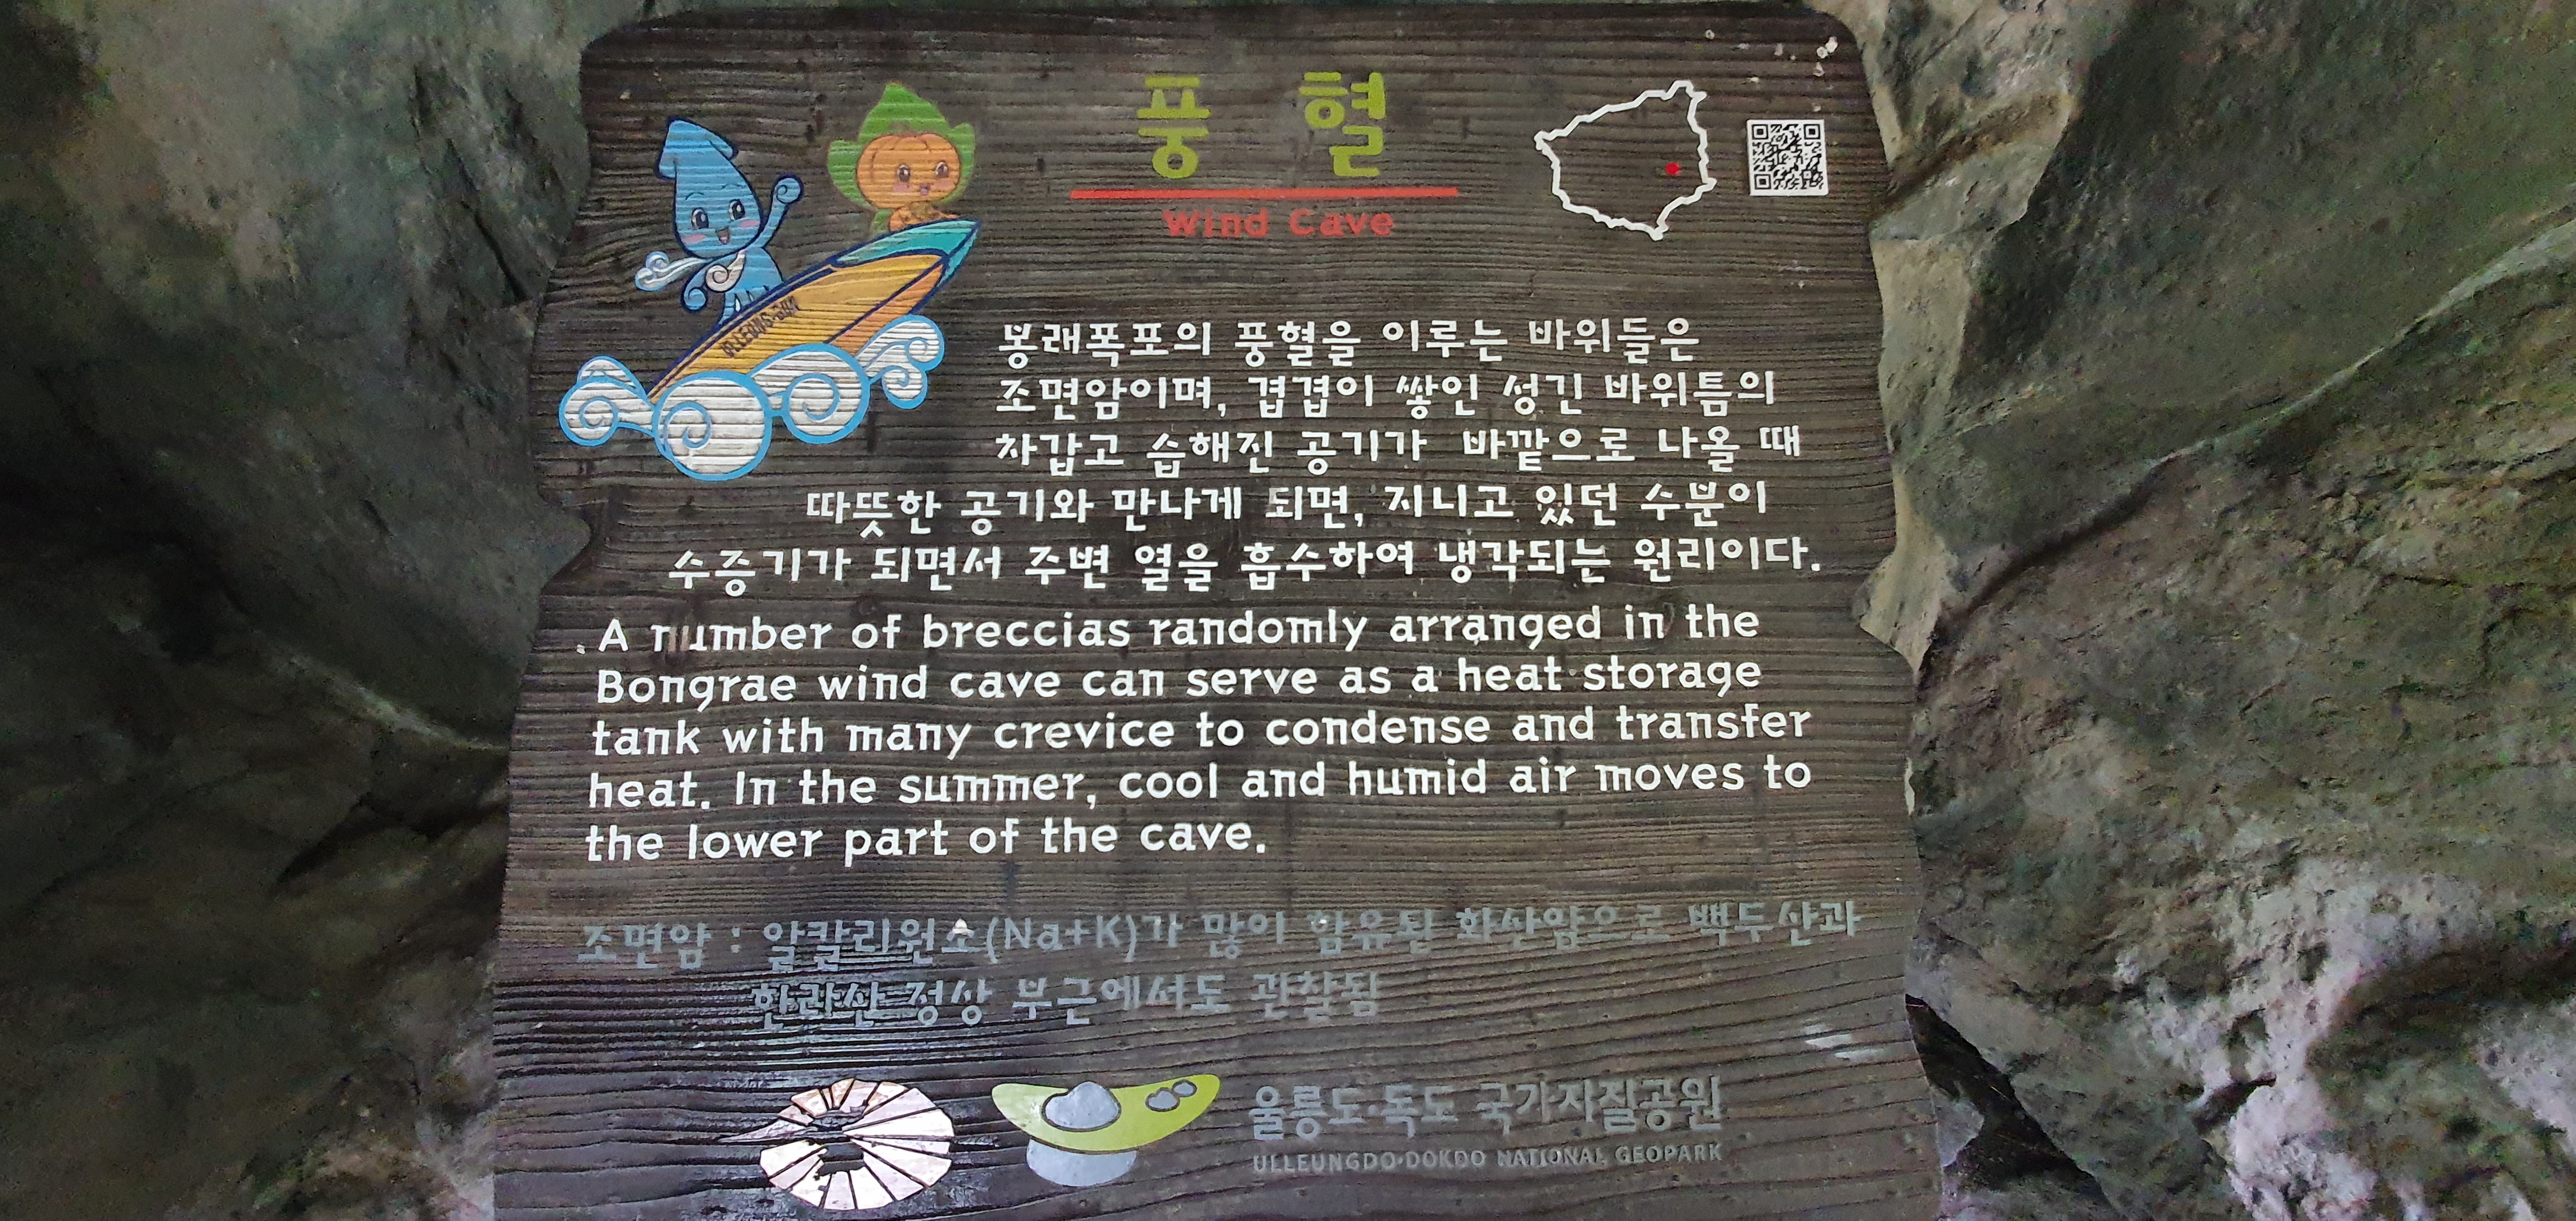 풍 혈
Wind Cave
ULLEUNG-GUN
봉래폭포의 풍혈을 이루는 바위들은
조면암이며, 겹겹이 쌓인 성긴 바위틈의
차갑고 습해진 공기가 바깥으로 나올 때
따뜻한 공기와 만나게 되면, 지니고 있던 수분이
수증기가 되면서 주변 열을 흡수하여 냉각되는 원리이다.
A number of breccias randomly arranged in the
Bongrae wind cave can serve as a heat storage
tank with many crevice to condense and transfer
heat. In the summer, cool and humid air moves to
the lower part of the cave.
조면암 : 알칼리원소(Na+K)가 많이 함유된 화산암으로 백두산과
한라산 정상 부근에서도 관찰됨
울릉도·독도 국가지질공원
ULLEUNGDO·DOKDO NATIONAL GEOPARK